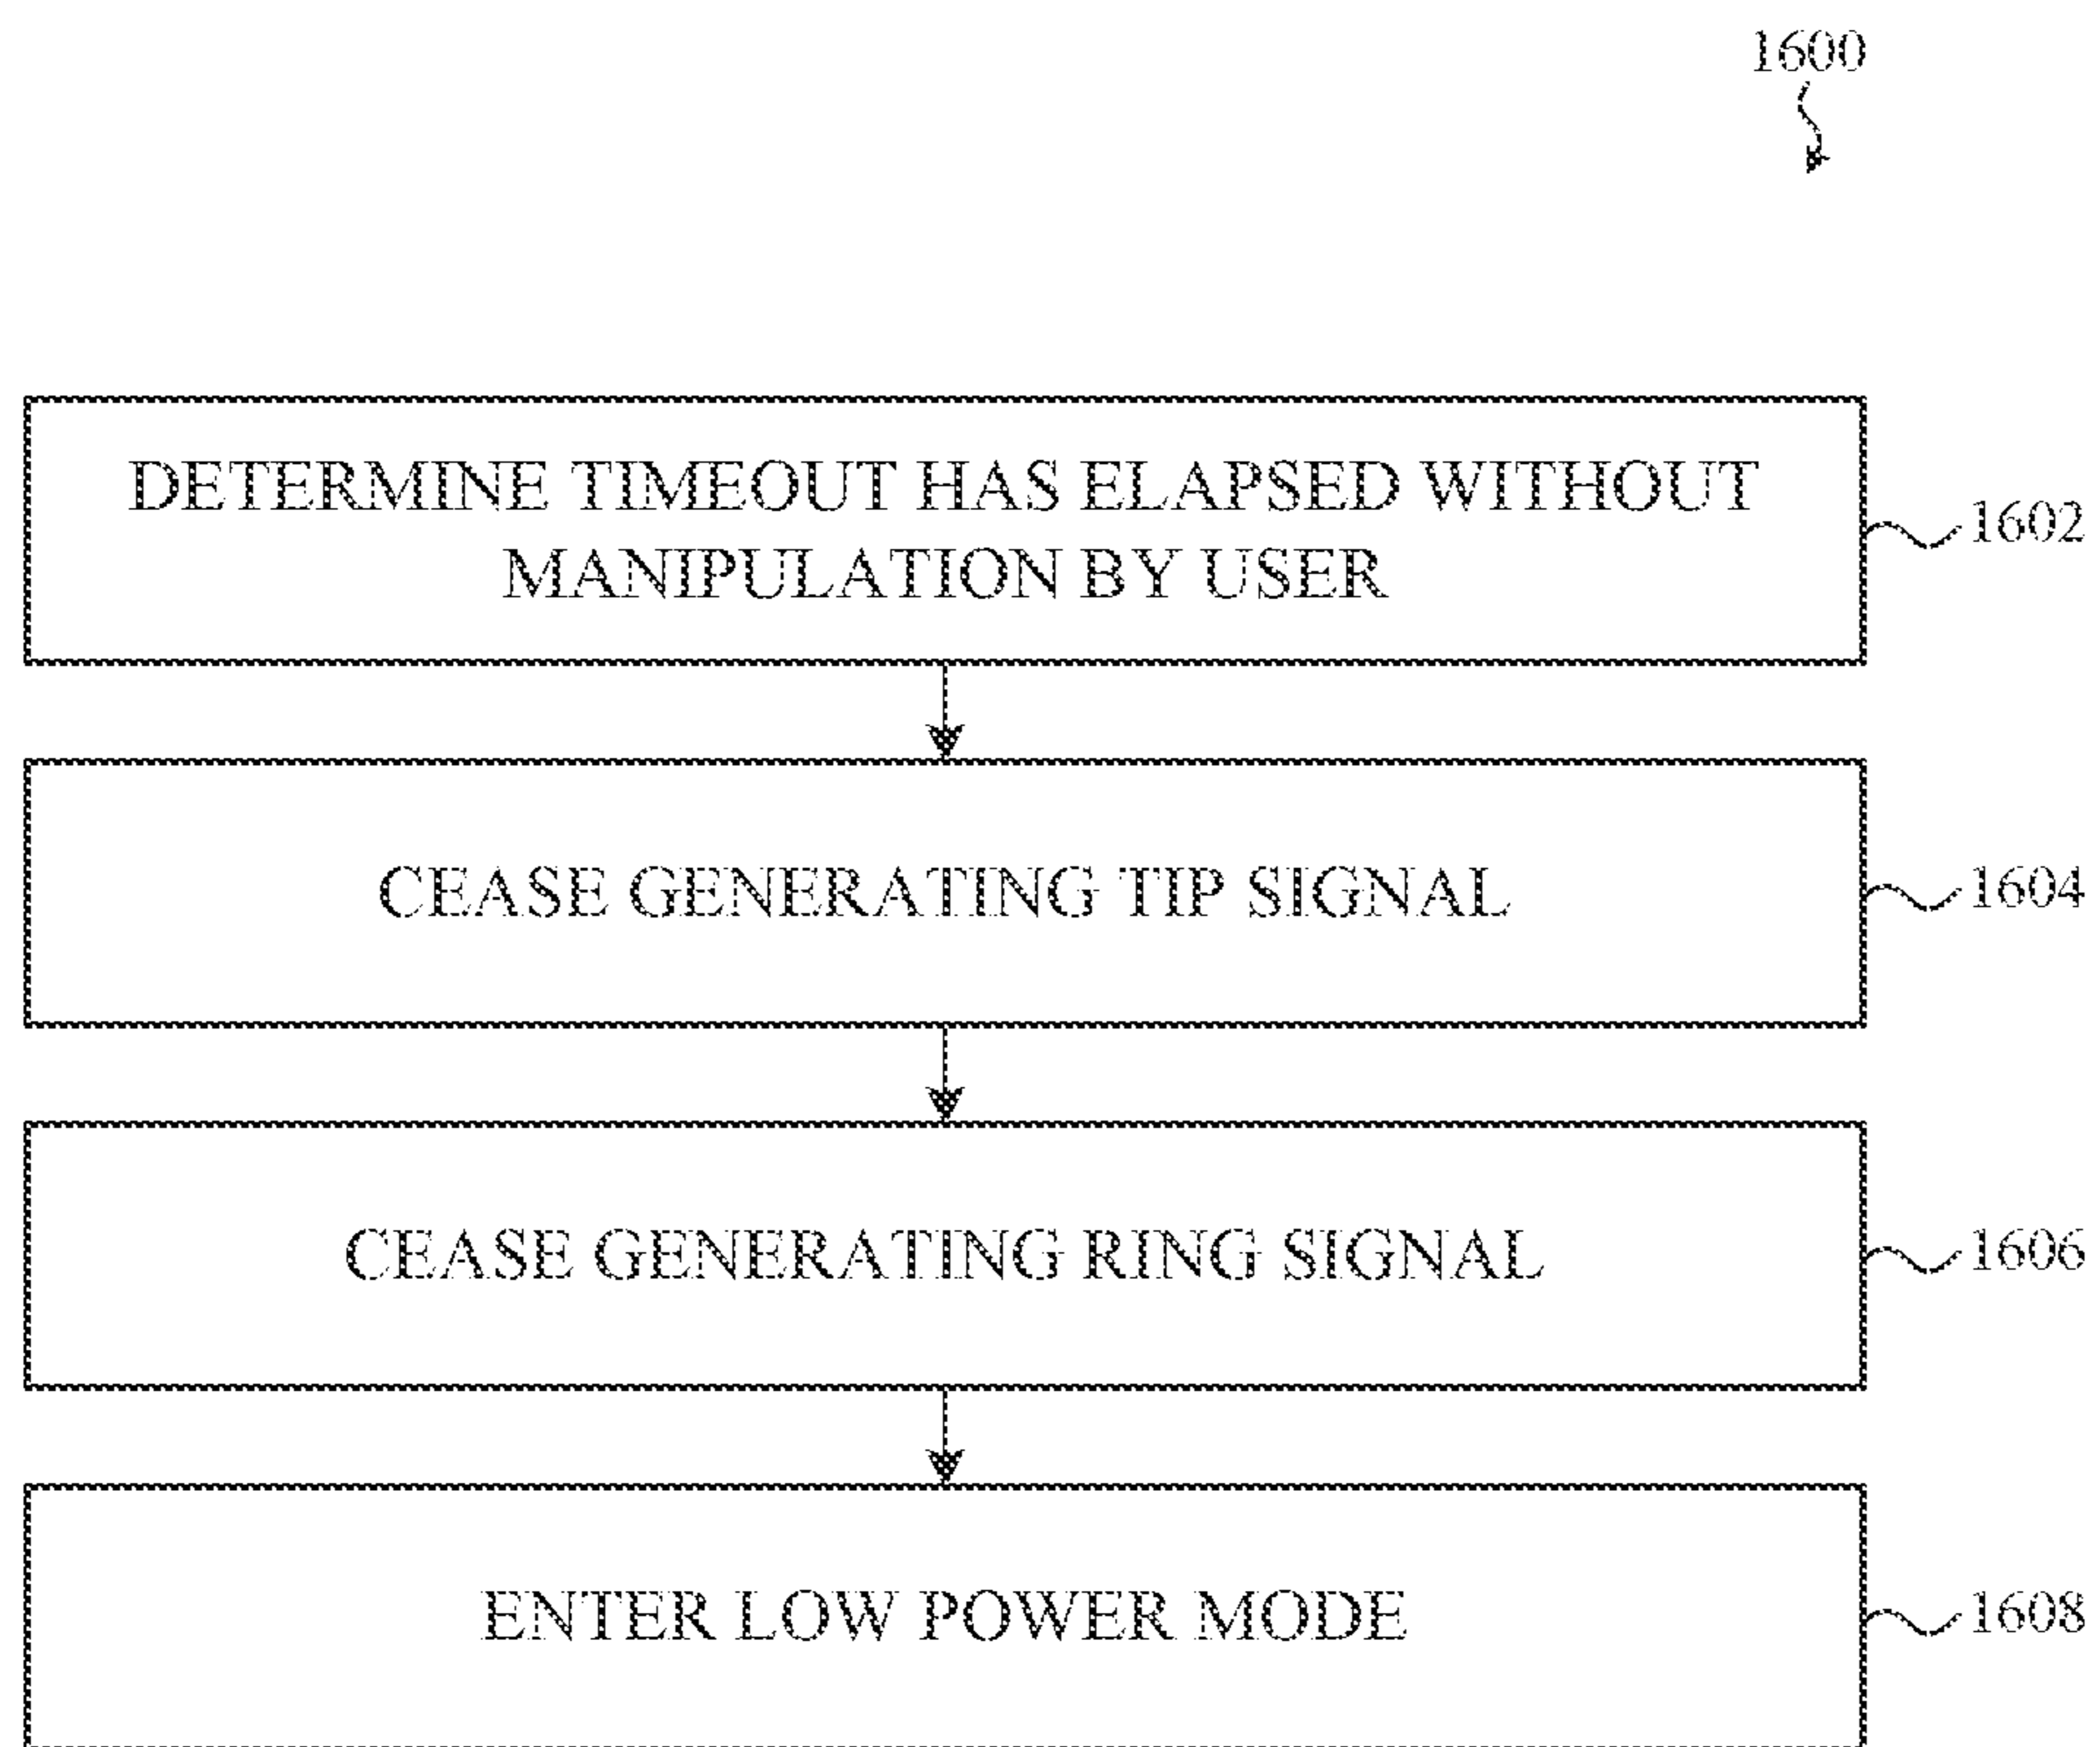 1600
DETERMINE TIMEOUT HAS ELAPSED WITHOUT
MANIPULATION BY USER
1602
CEASE GENERATING TIP SIGNAL
1604
CEASE GENERATING RING SIGNAL
1606
ENTER LOW POWER MODE
1608